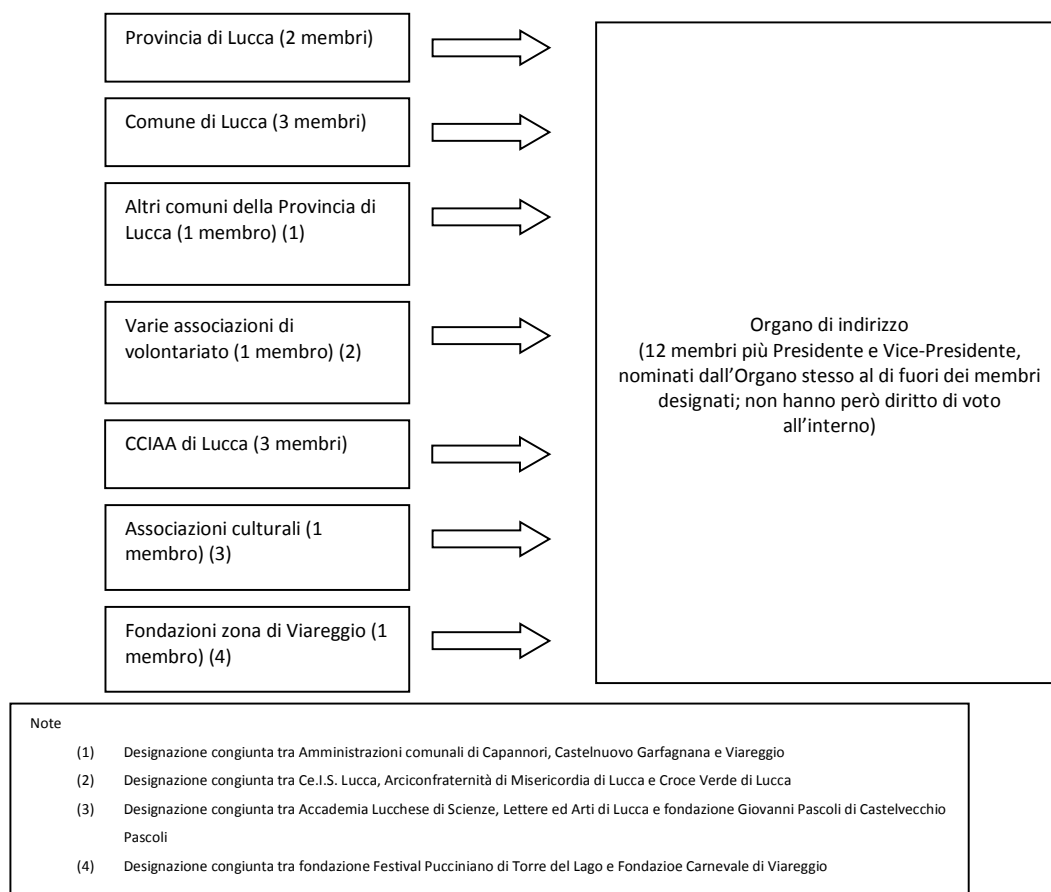 Provincia di Lucca (2 membri)
Comune di Lucca (3 membri)
Altri comuni della Provincia di
Lucca (1 membro) (1)
Varie associazioni di
volontariato (1 membro) (2)
CCIAA di Lucca (3 membri)
Associazioni culturali (1
membro) (3)
Fondazioni zona di Viareggio (1
membro) (4)
Organo di indirizzo
(12 membri più Presidente e Vice-Presidente,
nominati dall’Organo stesso al di fuori dei membri
designati; non hanno però diritto di voto
all’interno)
Note
(1) Designazione congiunta tra Amministrazioni comunali di Capannori, Castelnuovo Garfagnana e Viareggio
(2) Designazione congiunta tra Ce.I.S. Lucca, Arciconfraternità di Misericordia di Lucca e Croce Verde di Lucca
(3) Designazione congiunta tra Accademia Lucchese di Scienze, Lettere ed Arti di Lucca e fondazione Giovanni Pascoli di Castelvecchio
Pascoli
(4) Designazione congiunta tra fondazione Festival Pucciniano di Torre del Lago e Fondazioe Carnevale di Viareggio